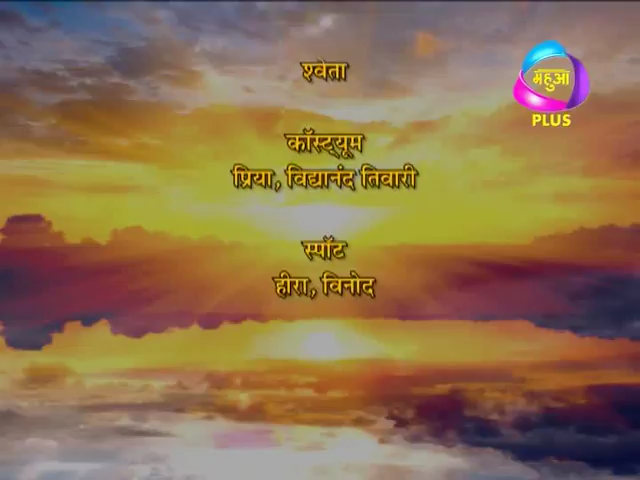 श्वेता
महुआ
PLUS
कॉस्ट्यूम
प्रिया, विद्यानंद तिवारी
स्पॉट
हीरा, विनोद